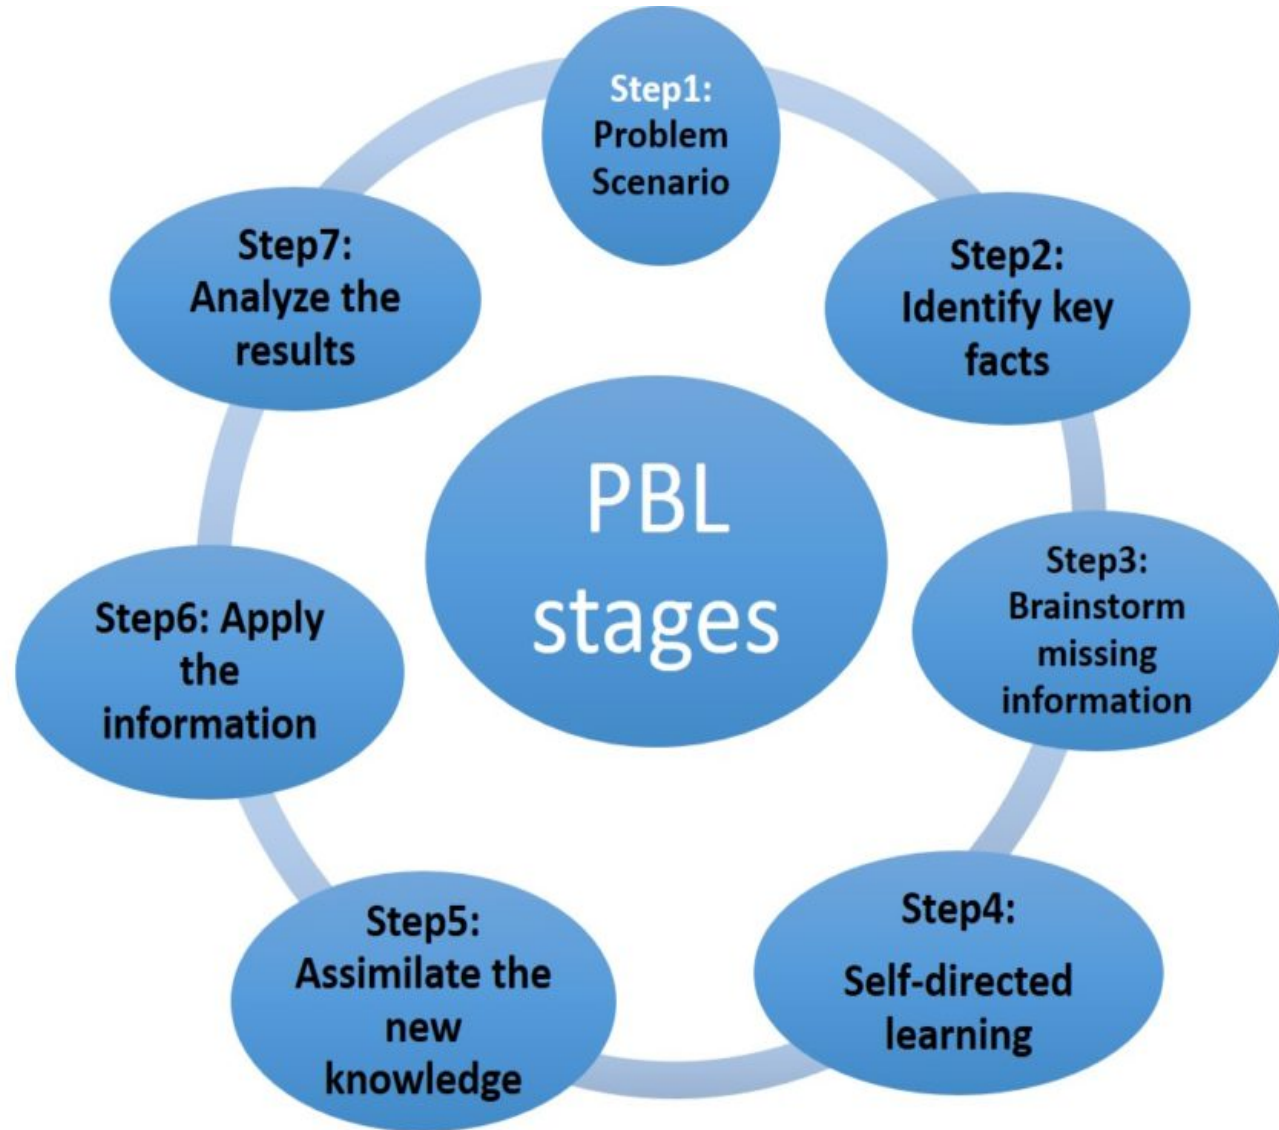 Step1:
Problem
Scenario
Step2:
Identify key
facts
Step3:
Brainstorm
missing
information
Step4:
Self-directed
learning
Step5:
Assimilate the
new
knowledge
Step6: Apply
the
information
Step7:
Analyze the
results
PBL
stages